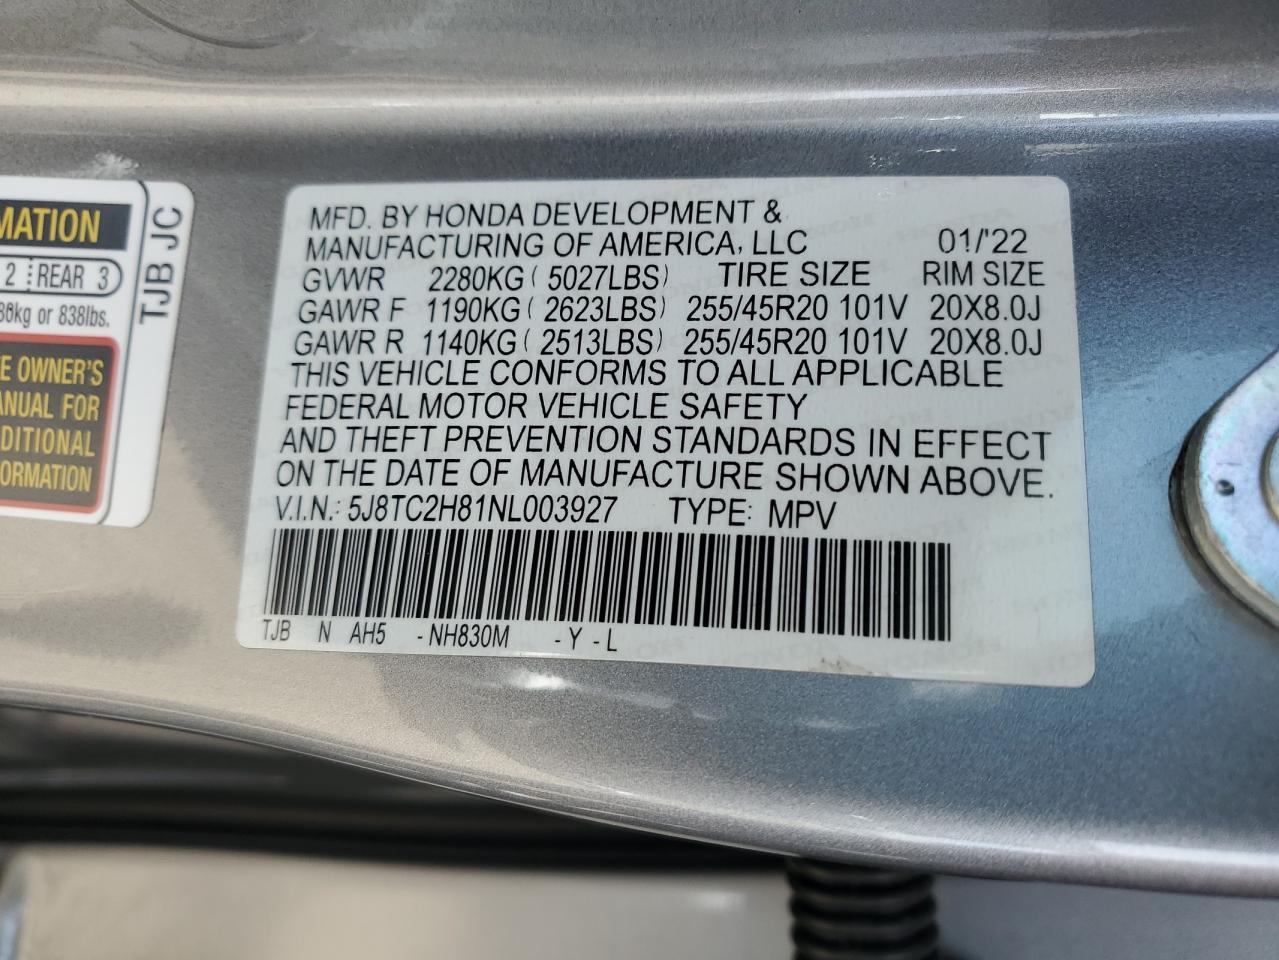 MATION
2 REAR 3
kg or 838lbs.
E OWNER'S
ANUAL FOR
DITIONAL
FORMATION
TJB JC
MFD. BY HONDA DEVELOPMENT &
MANUFACTURING OF AMERICA, LLC 01/'22
GVWR 2280KG ( 5027LBS) TIRE SIZE RIM SIZE
GAWR F 1190KG ( 2623LBS) 255/45R20 101V 20X8.0J
GAWR R 1140KG ( 2513LBS) 255/45R20 101V 20X8.0J
THIS VEHICLE CONFORMS TO ALL APPLICABLE
FEDERAL MOTOR VEHICLE SAFETY
AND THEFT PREVENTION STANDARDS IN EFFECT
ON THE DATE OF MANUFACTURE SHOWN ABOVE.
V.I.N.: 5J8TC2H81NL003927 TYPE: MPV
TJB N AH5 -NH830M -Y-L